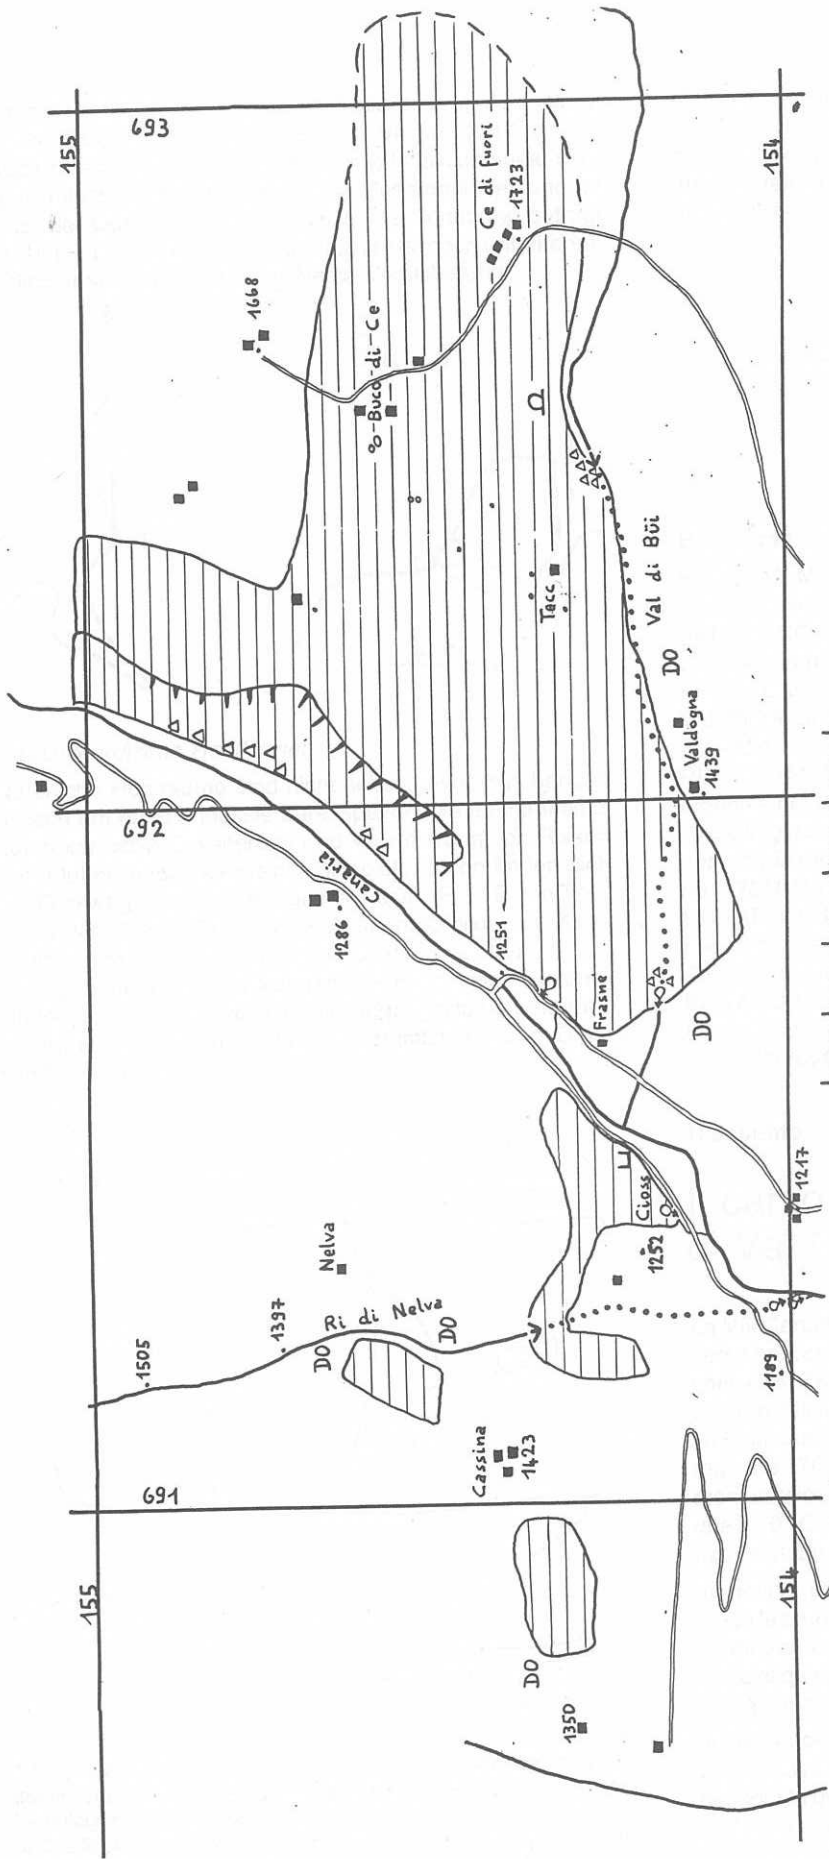 693
155
154
Ce di fuori
1723
1668
Buco-di-Ce
Tecc
Val di Büi
DO
Valdogna
1439
692
Canaria
1286
1251
Frasne
DO
Cioss
1252
1217
Nelva
1397
Ri di Nelva
1505
DO
DO
1189
Cassina
1423
691
155
154
DO
1350